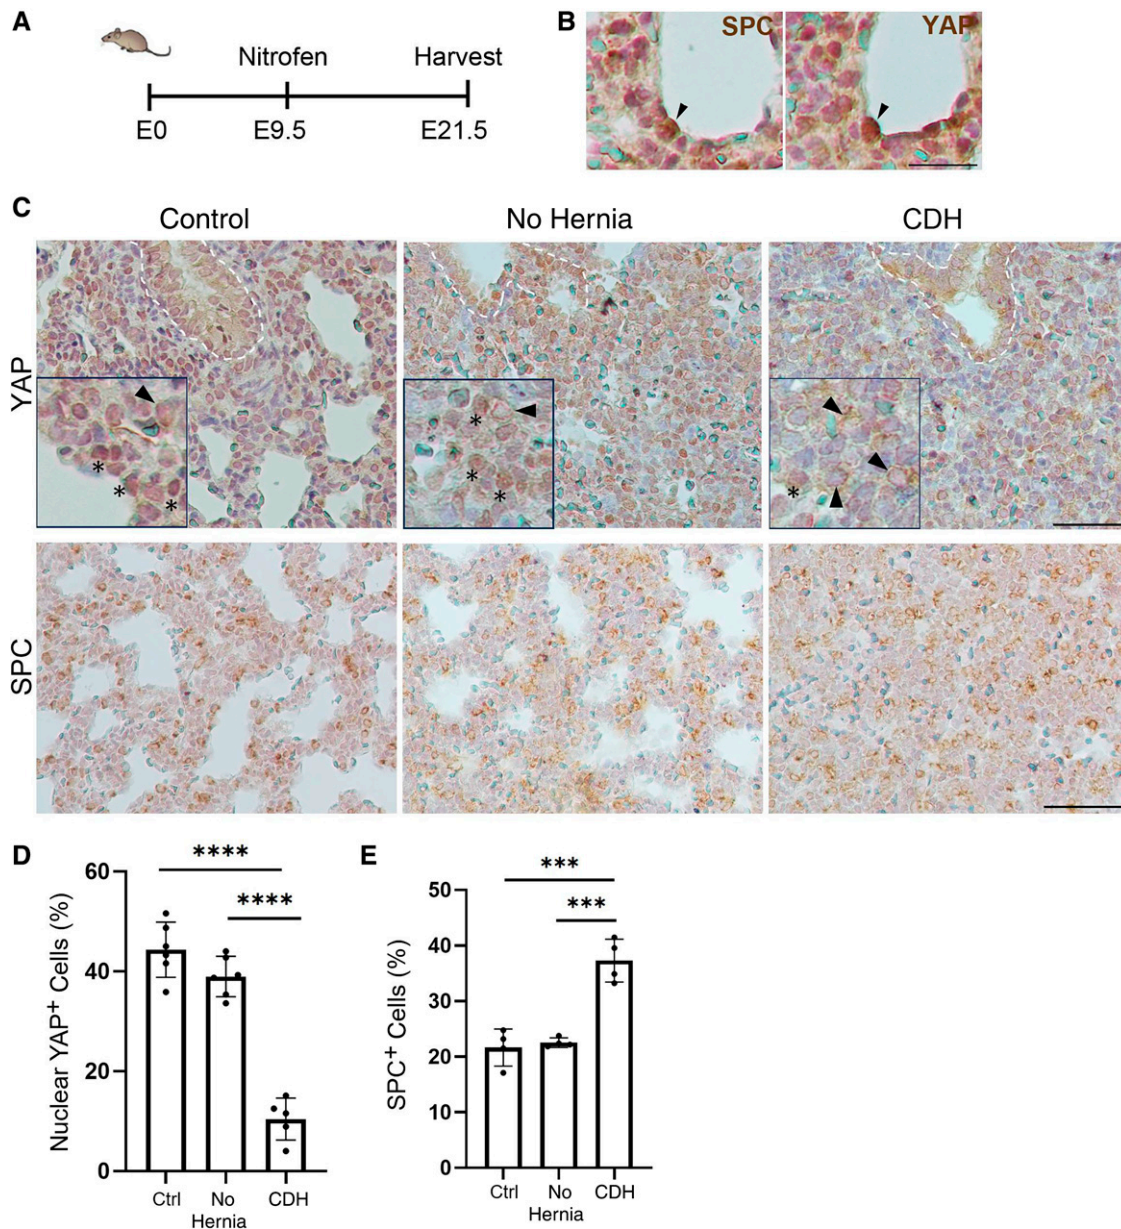 A
Nitrofen
Harvest
E0
E9.5
E21.5
B
SPC
YAP
C
Control
No Hernia
CDH
YAP
* * *
* * *
*
SPC
D
Nuclear YAP+ Cells (%)
60
40
20
0
****
****
Ctrl
No
Hernia
CDH
E
SPC+ Cells (%)
50
40
30
20
10
0
***
***
Ctrl
No
Hernia
CDH